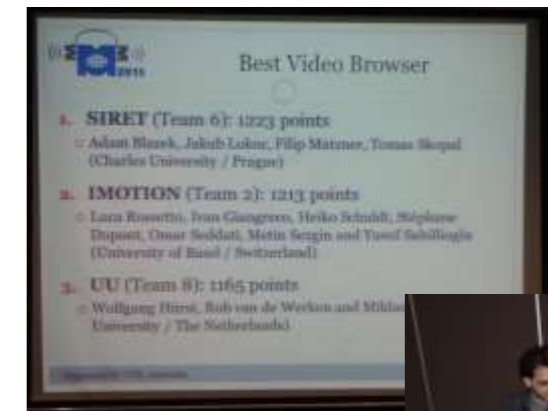 2015
Best Video Browser
1. SIRET (Team 6): 1223 points
Adam Blazek, Jakub Lokoc, Filip Matzner, Tomas Skopal
(Charles University / Prague)
2. IMOTION (Team 2): 1213 points
Luca Rossetto, Ivan Giangreco, Heiko Schuldt, Stéphane
Dupont, Omar Seddati, Metin Sezgin and Yusuf Sahillioglu
(University of Basel / Switzerland)
3. UU (Team 8): 1165 points
Wolfgang Hürst, Rob van de Werken and
University / The Netherlands)